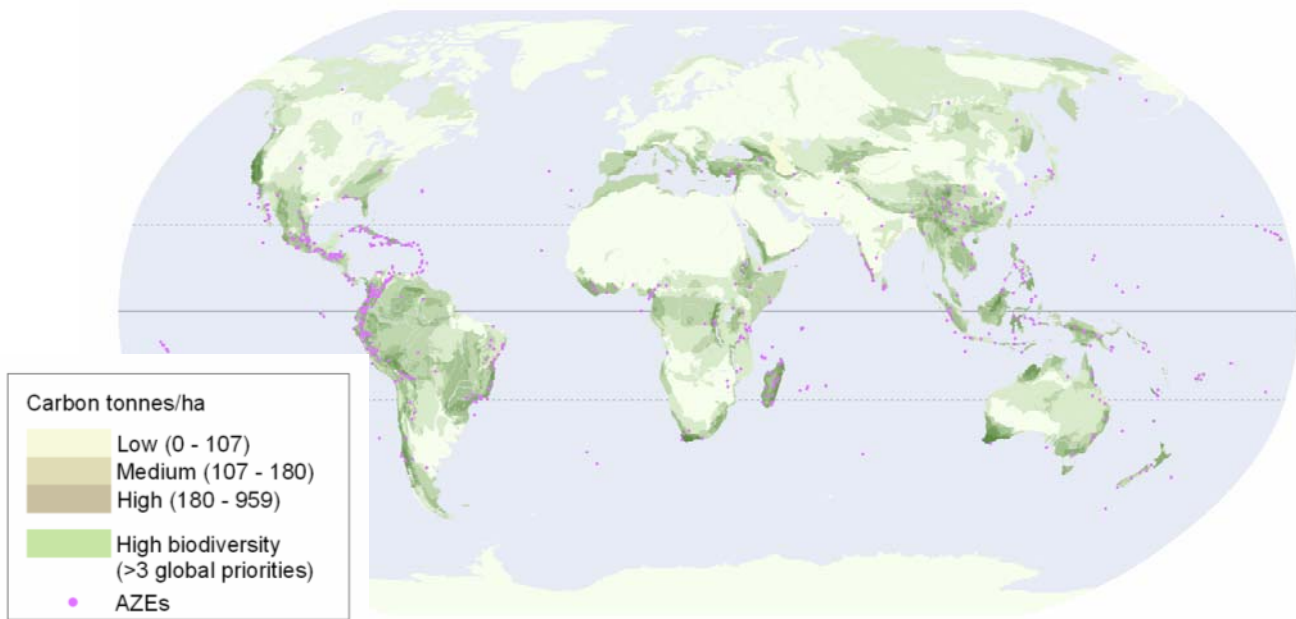 Carbon tonnes/ha
Low (0 - 107)
Medium (107 - 180)
High (180 - 959)
High biodiversity
(>3 global priorities)
AZEs